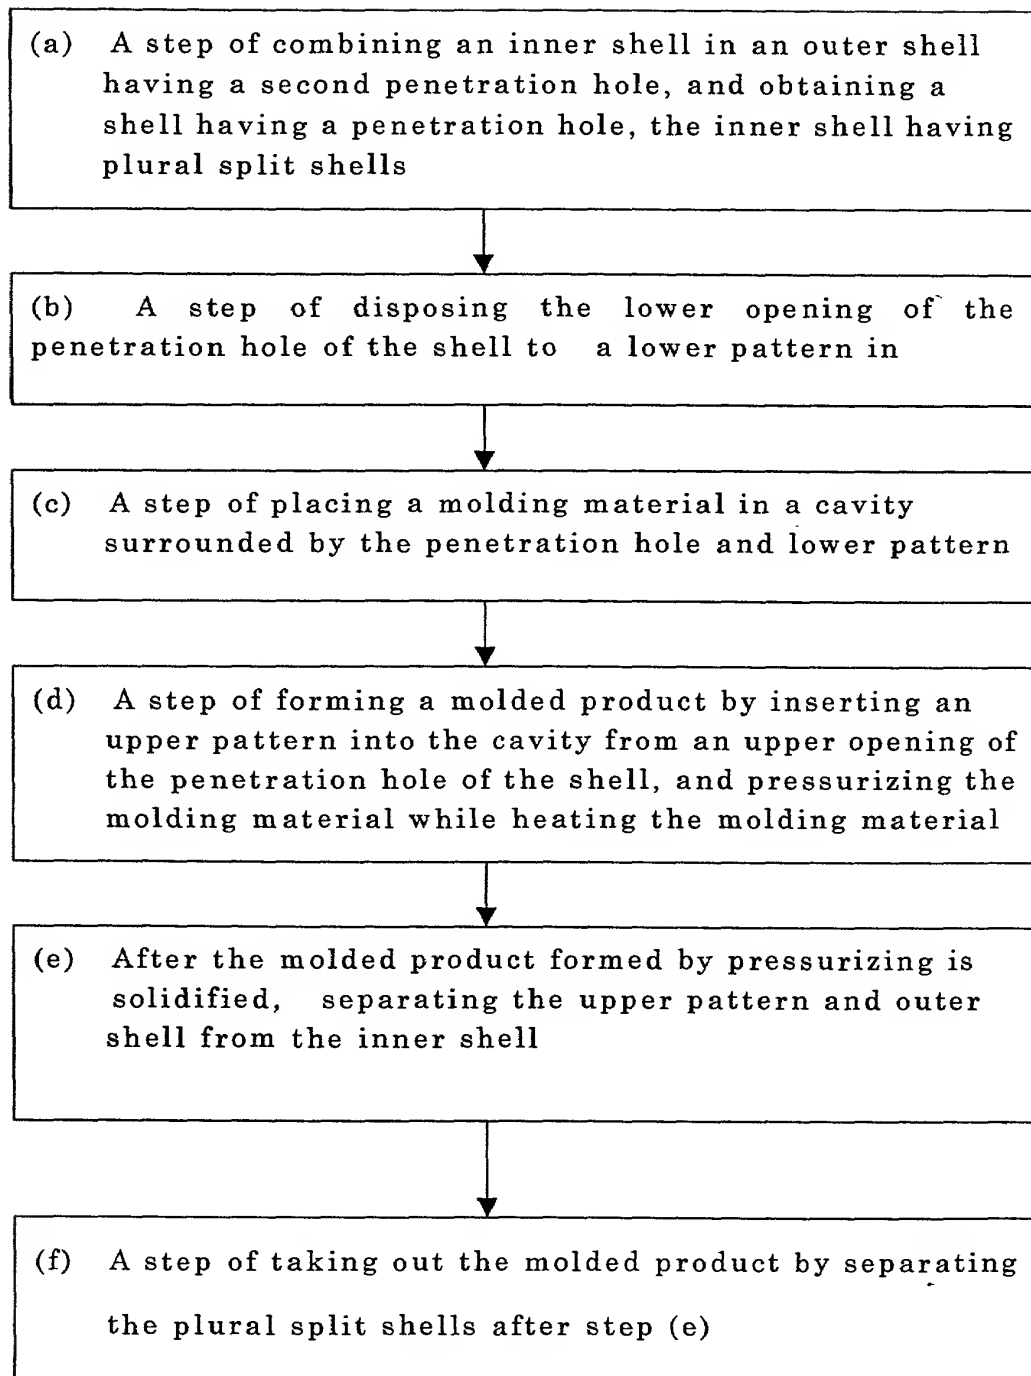 (a) A step of combining an inner shell in an outer shell
having a second penetration hole, and obtaining a
shell having a penetration hole, the inner shell having
plural split shells
(b) A step of disposing the lower opening of the
penetration hole of the shell to a lower pattern in
(c) A step of placing a molding material in a cavity
surrounded by the penetration hole and lower pattern
(d) A step of forming a molded product by inserting an
upper pattern into the cavity from an upper opening of
the penetration hole of the shell, and pressurizing the
molding material while heating the molding material
(e) After the molded product formed by pressurizing is
solidified, separating the upper pattern and outer
shell from the inner shell
(f) A step of taking out the molded product by separating
the plural split shells after step (e)